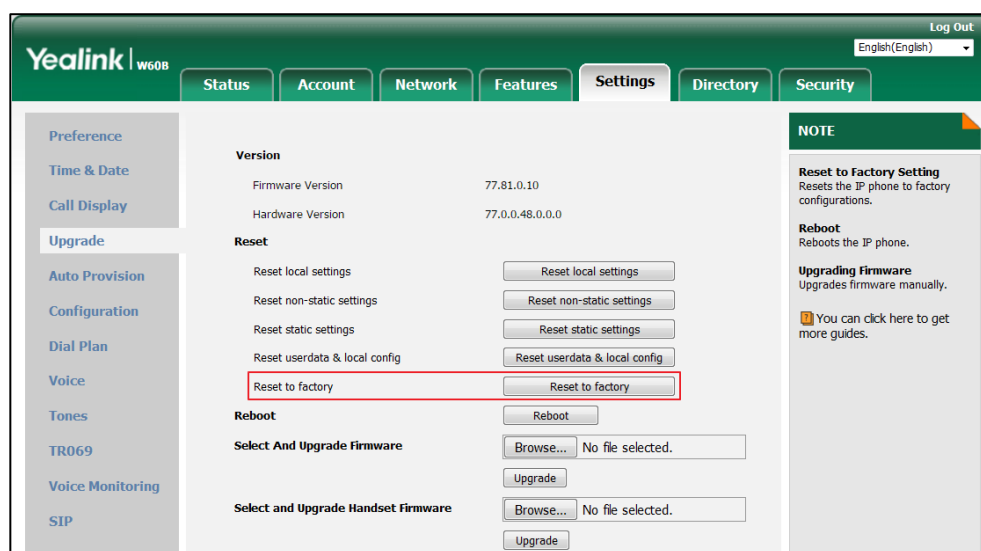 Log Out
Yealink | W60B
English(English)
Status Account Network Features Settings Directory Security
Preference
Time & Date
Call Display
Upgrade
Auto Provision
Configuration
Dial Plan
Voice
Tones
TR069
Voice Monitoring
SIP
Version
Firmware Version 77.81.0.10
Hardware Version 77.0.0.48.0.0.0
Reset
Reset local settings Reset local settings
Reset non-static settings Reset non-static settings
Reset static settings Reset static settings
Reset userdata & local config Reset userdata & local config
Reset to factory Reset to factory
Reboot Reboot
Select And Upgrade Firmware Browse... No file selected.
Upgrade
Select and Upgrade Handset Firmware Browse... No file selected.
Upgrade
NOTE
Reset to Factory Setting
Resets the IP phone to factory
configurations.
Reboot
Reboots the IP phone.
Upgrading Firmware
Upgrades firmware manually.
You can click here to get
more guides.